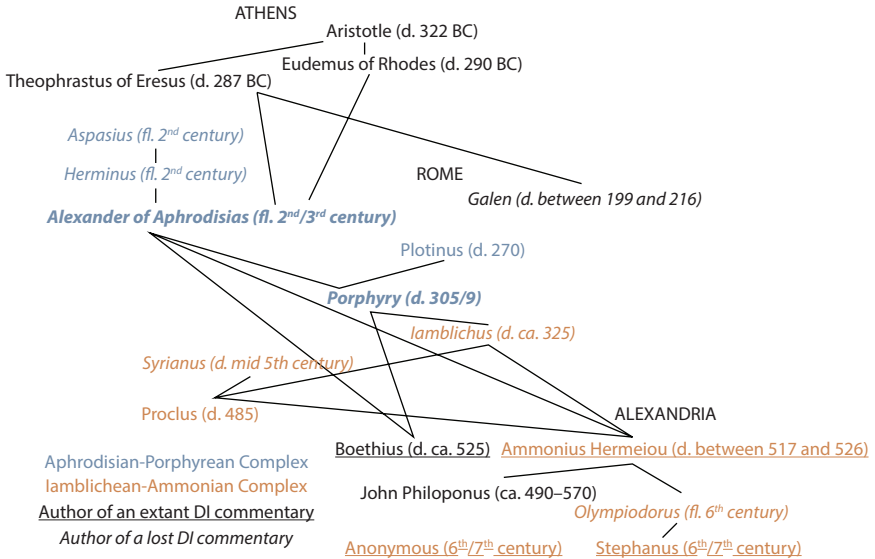 ATHENS
Aristotle (d. 322 BC)
Eudemus of Rhodes (d. 290 BC)
Theophrastus of Eresus (d. 287 BC)
Aspasius (fl. 2nd century)
Herminus (fl. 2nd century)
ROME
Galen (d. between 199 and 216)
Alexander of Aphrodisias (fl. 2nd/3rd century)
Plotinus (d. 270)
Porphyry (d. 305/9)
Iamblichus (d. ca. 325)
Syrianus (d. mid 5th century)
Proclus (d. 485)
ALEXANDRIA
Boethius (d. ca. 525)
Ammonius Hermeiou (d. between 517 and 526)
Aphrodisian-Porphyrean Complex
Iamblichean-Ammonian Complex
Author of an extant DI commentary
Author of a lost DI commentary
John Philoponus (ca. 490–570)
Olympiodorus (fl. 6th century)
Anonymous (6th/7th century)
Stephanus (6th/7th century)